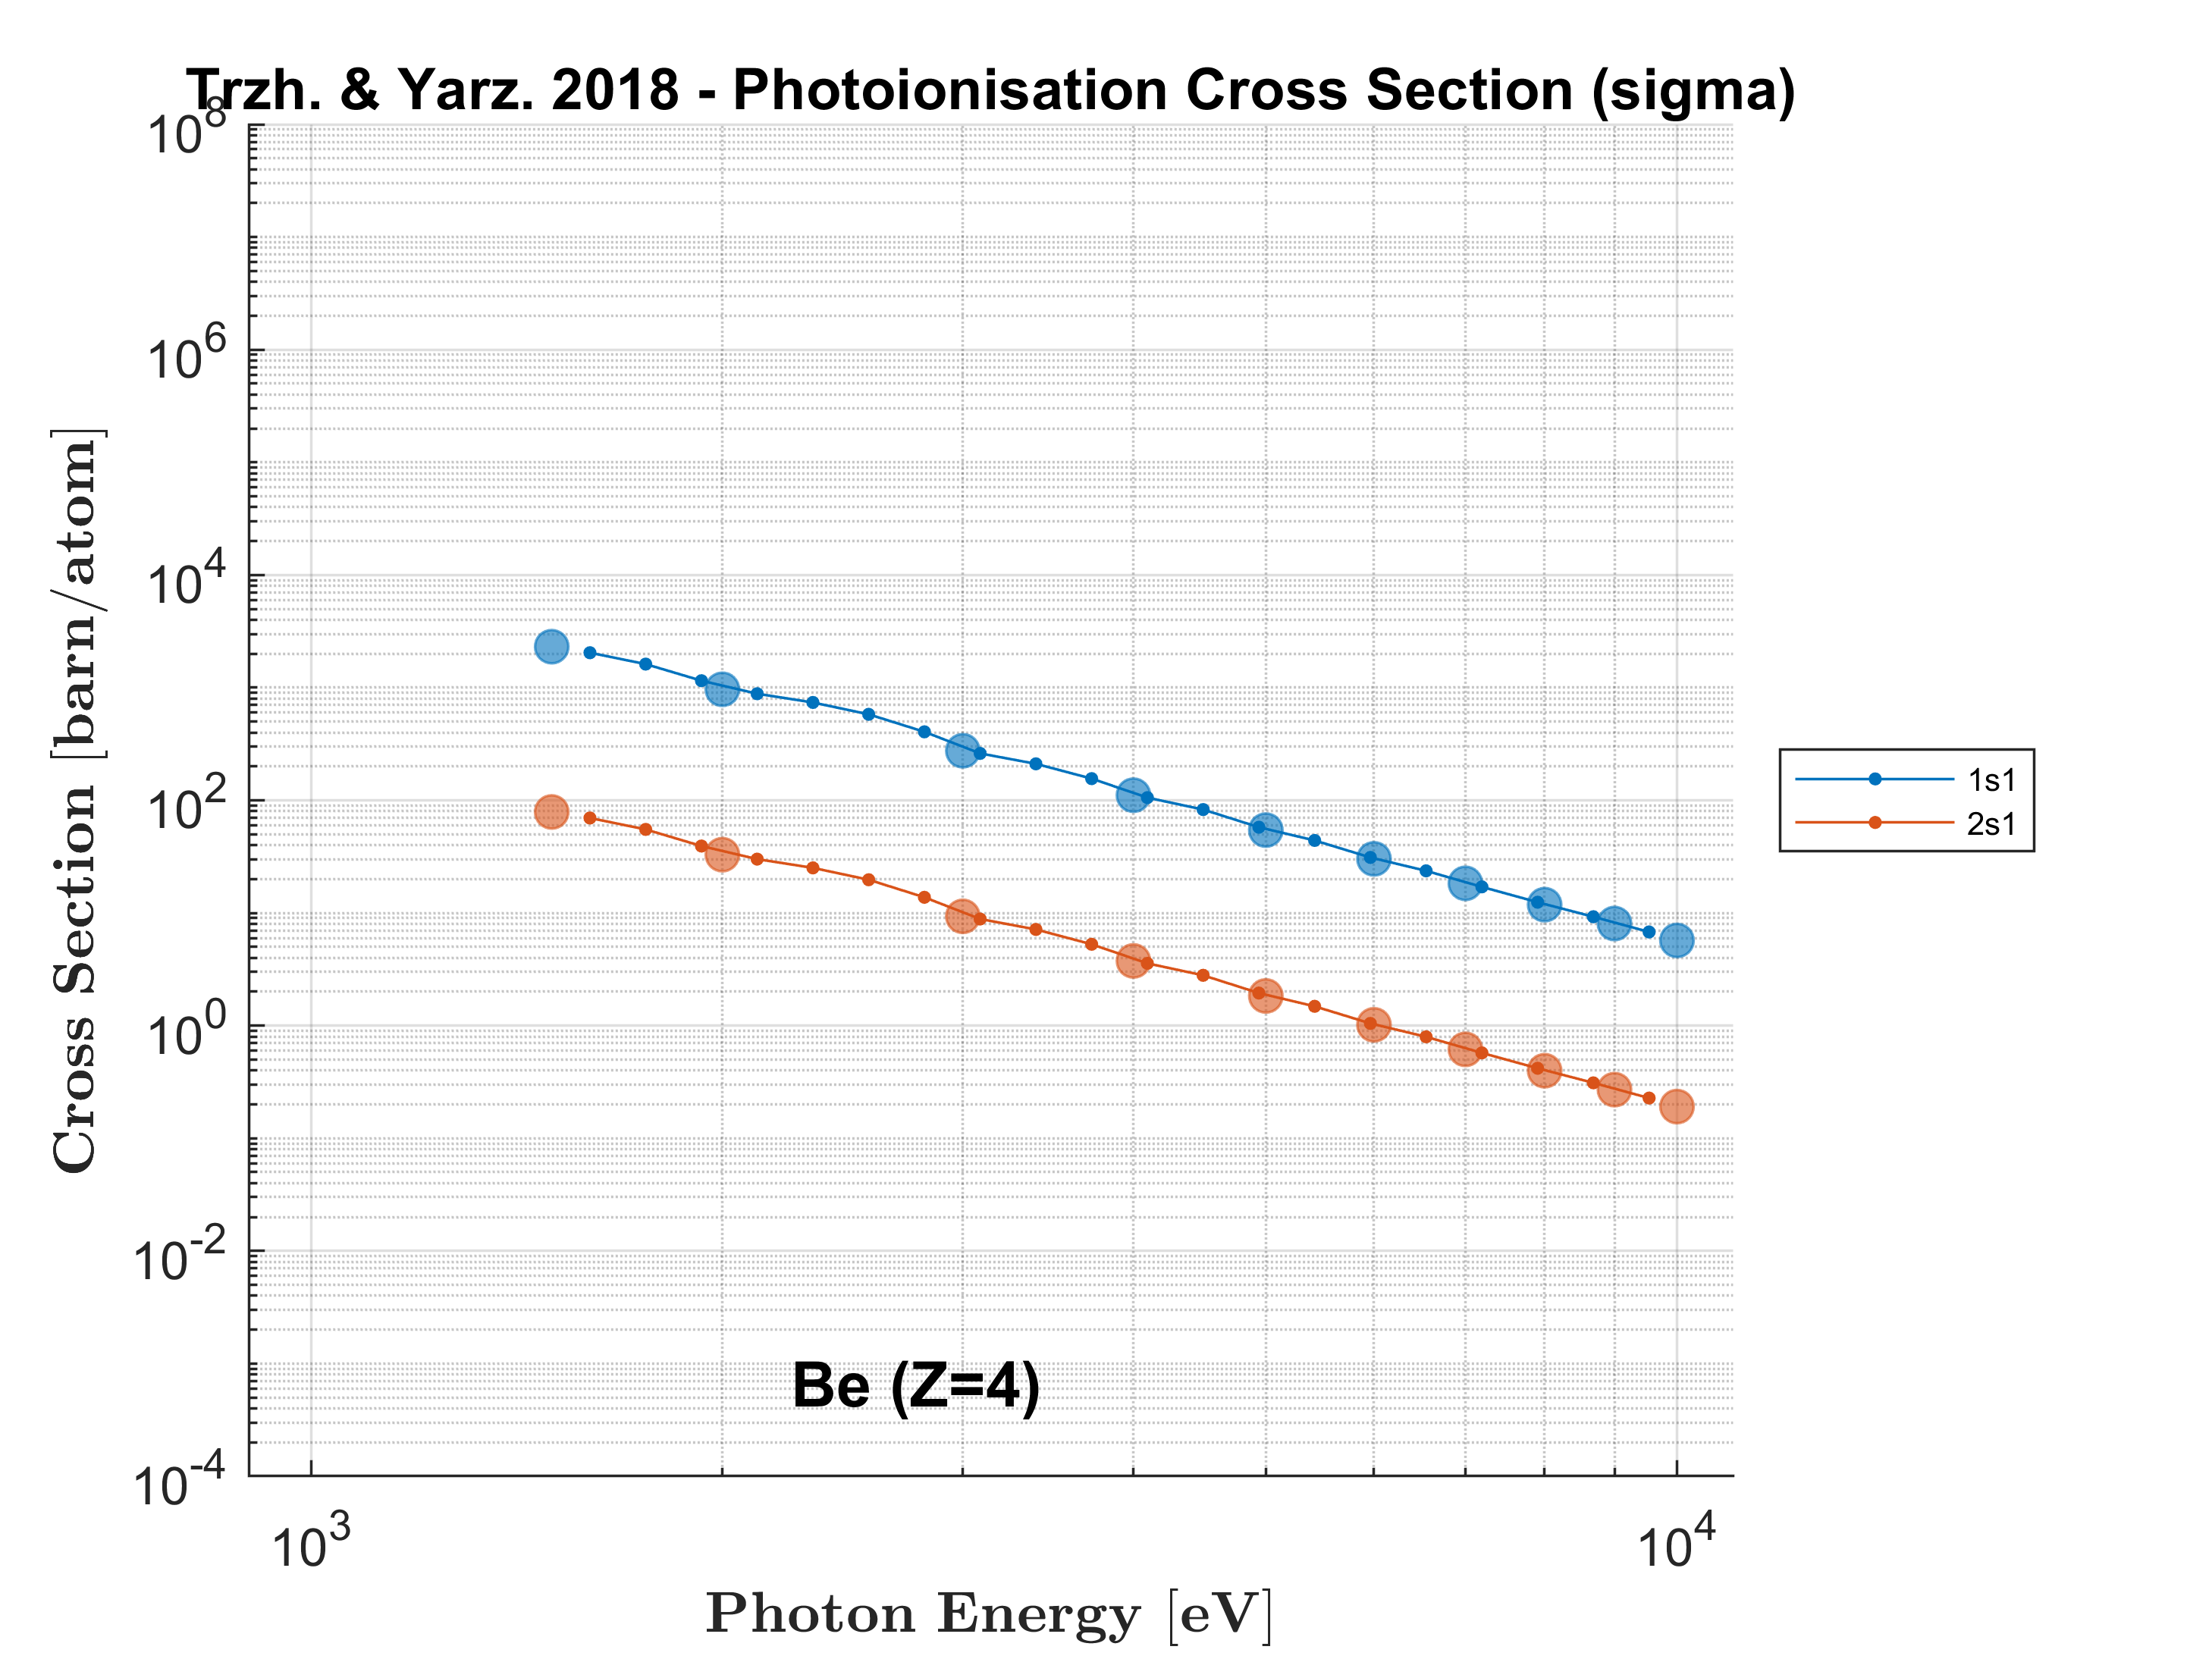 Trzh. & Yarz. 2018 - Photoionisation Cross Section (sigma)
10^8
10^6
10^4
10^2
10^0
10^-2
10^-4
Cross Section [barn/atom]
1s1
2s1
Be (Z=4)
10^3
10^4
Photon Energy [eV]